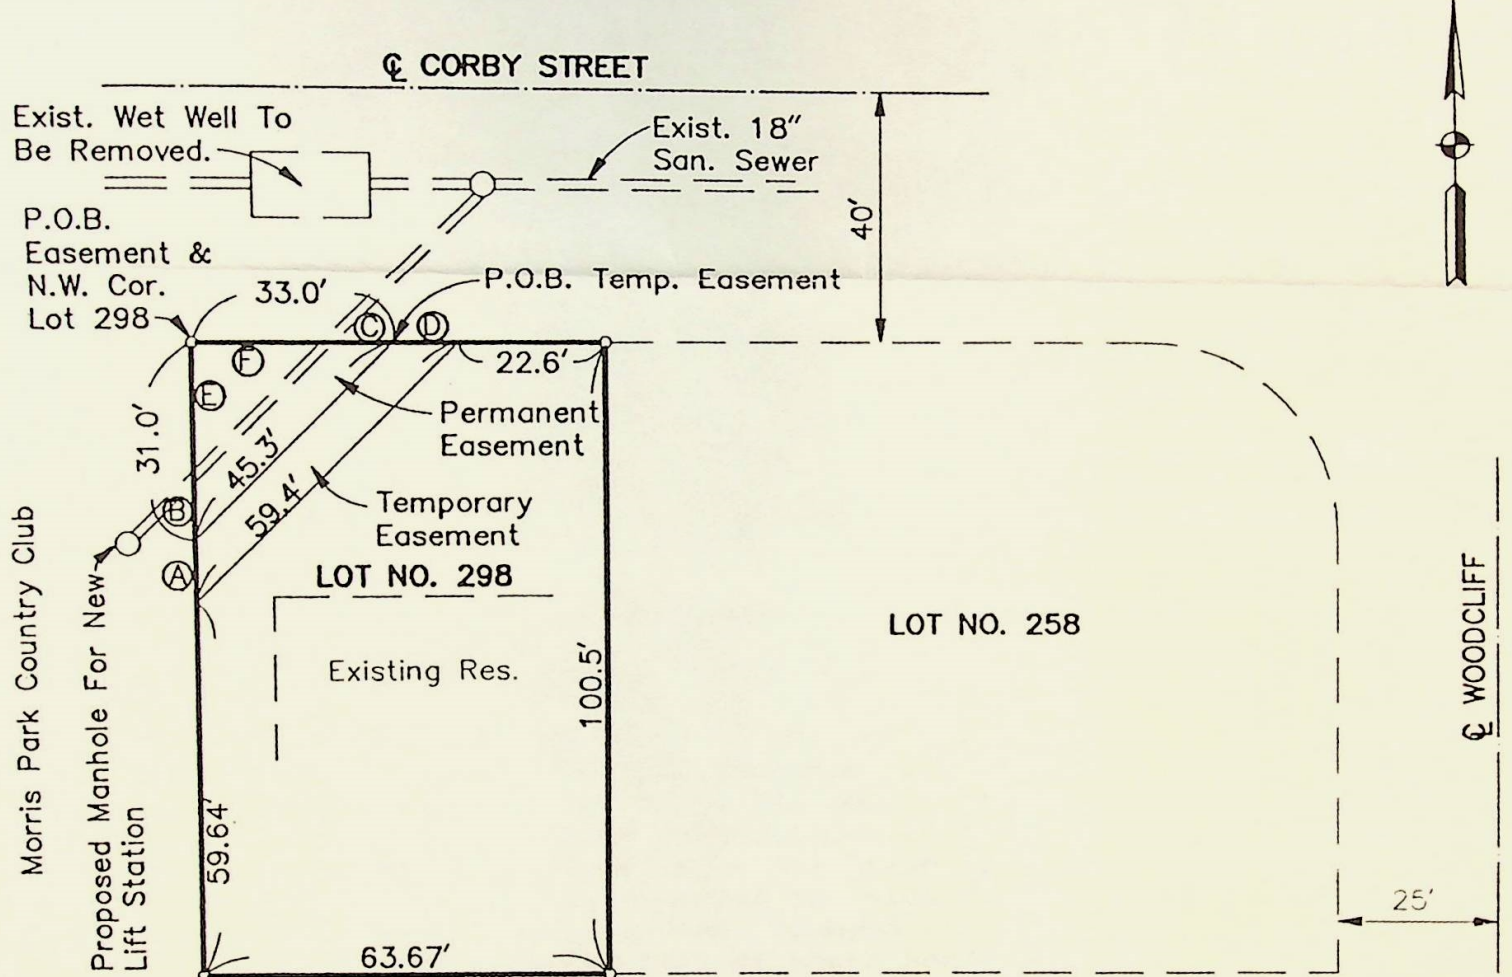 ℄ CORBY STREET
Exist. Wet Well To
Be Removed.
Exist. 18"
San. Sewer
40'
P.O.B.
Easement &
N.W. Cor.
Lot 298
33.0'
P.O.B. Temp. Easement
C
D
F
E
22.6'
31.0'
Permanent
Easement
45.3'
59.4'
Temporary
Easement
B
A
LOT NO. 298
Existing Res.
100.5'
LOT NO. 258
℄ WOODCLIFF
Morris Park Country Club
Proposed Manhole For New
Lift Station
59.64'
63.67'
25'